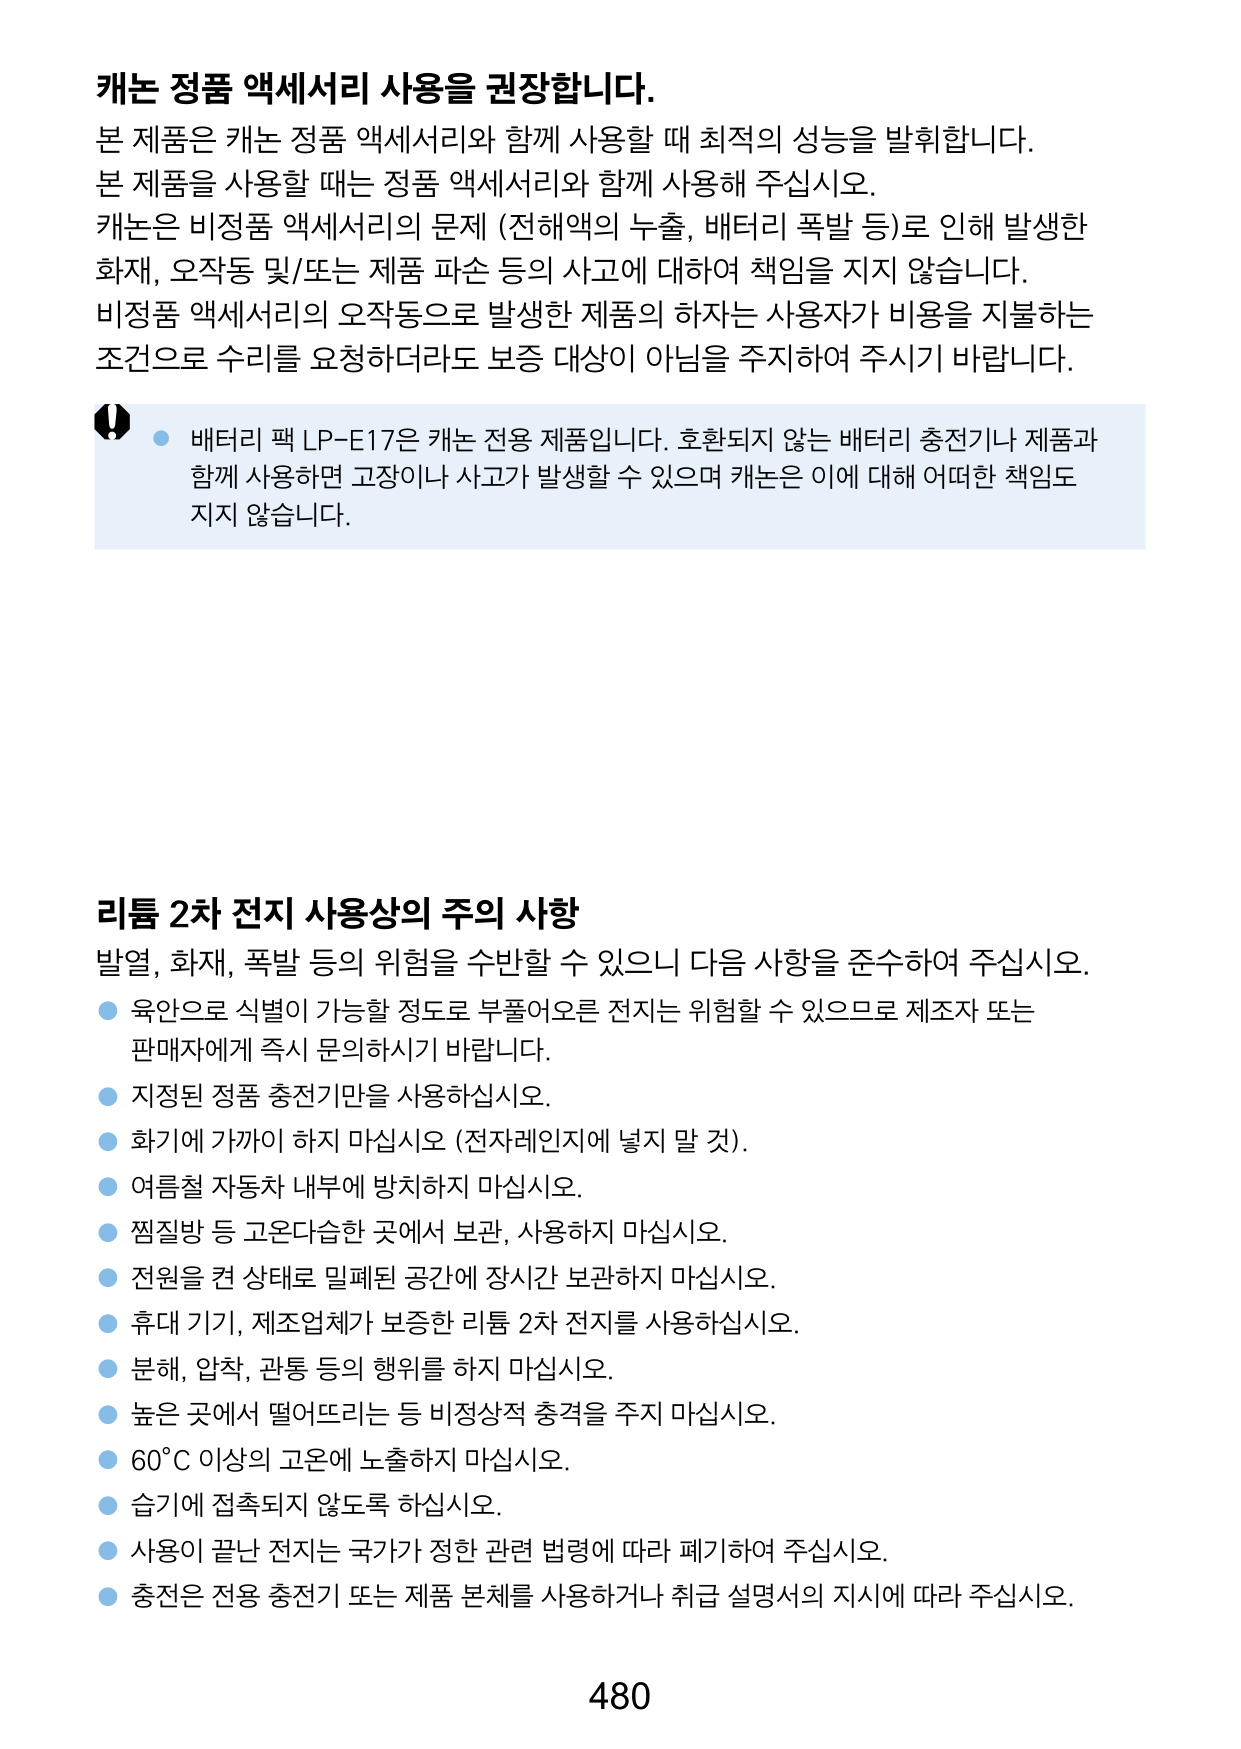 캐논 정품 액세서리 사용을 권장합니다.
본 제품은 캐논 정품 액세서리와 함께 사용할 때 최적의 성능을 발휘합니다.
본 제품을 사용할 때는 정품 액세서리와 함께 사용해 주십시오.
캐논은 비정품 액세서리의 문제 (전해액의 누출, 배터리 폭발 등)로 인해 발생한
화재, 오작동 및/또는 제품 파손 등의 사고에 대하여 책임을 지지 않습니다.
비정품 액세서리의 오작동으로 발생한 제품의 하자는 사용자가 비용을 지불하는
조건으로 수리를 요청하더라도 보증 대상이 아님을 주지하여 주시기 바랍니다.
● 배터리 팩 LP-E17은 캐논 전용 제품입니다. 호환되지 않는 배터리 충전기나 제품과
함께 사용하면 고장이나 사고가 발생할 수 있으며 캐논은 이에 대해 어떠한 책임도
지지 않습니다.
리튬 2차 전지 사용상의 주의 사항
발열, 화재, 폭발 등의 위험을 수반할 수 있으니 다음 사항을 준수하여 주십시오.
● 육안으로 식별이 가능할 정도로 부풀어오른 전지는 위험할 수 있으므로 제조자 또는
판매자에게 즉시 문의하시기 바랍니다.
● 지정된 정품 충전기만을 사용하십시오.
● 화기에 가까이 하지 마십시오 (전자레인지에 넣지 말 것).
● 여름철 자동차 내부에 방치하지 마십시오.
● 찜질방 등 고온다습한 곳에서 보관, 사용하지 마십시오.
● 전원을 켠 상태로 밀폐된 공간에 장시간 보관하지 마십시오.
● 휴대 기기, 제조업체가 보증한 리튬 2차 전지를 사용하십시오.
● 분해, 압착, 관통 등의 행위를 하지 마십시오.
● 높은 곳에서 떨어뜨리는 등 비정상적 충격을 주지 마십시오.
● 60°C 이상의 고온에 노출하지 마십시오.
● 습기에 접촉되지 않도록 하십시오.
● 사용이 끝난 전지는 국가가 정한 관련 법령에 따라 폐기하여 주십시오.
● 충전은 전용 충전기 또는 제품 본체를 사용하거나 취급 설명서의 지시에 따라 주십시오.
480